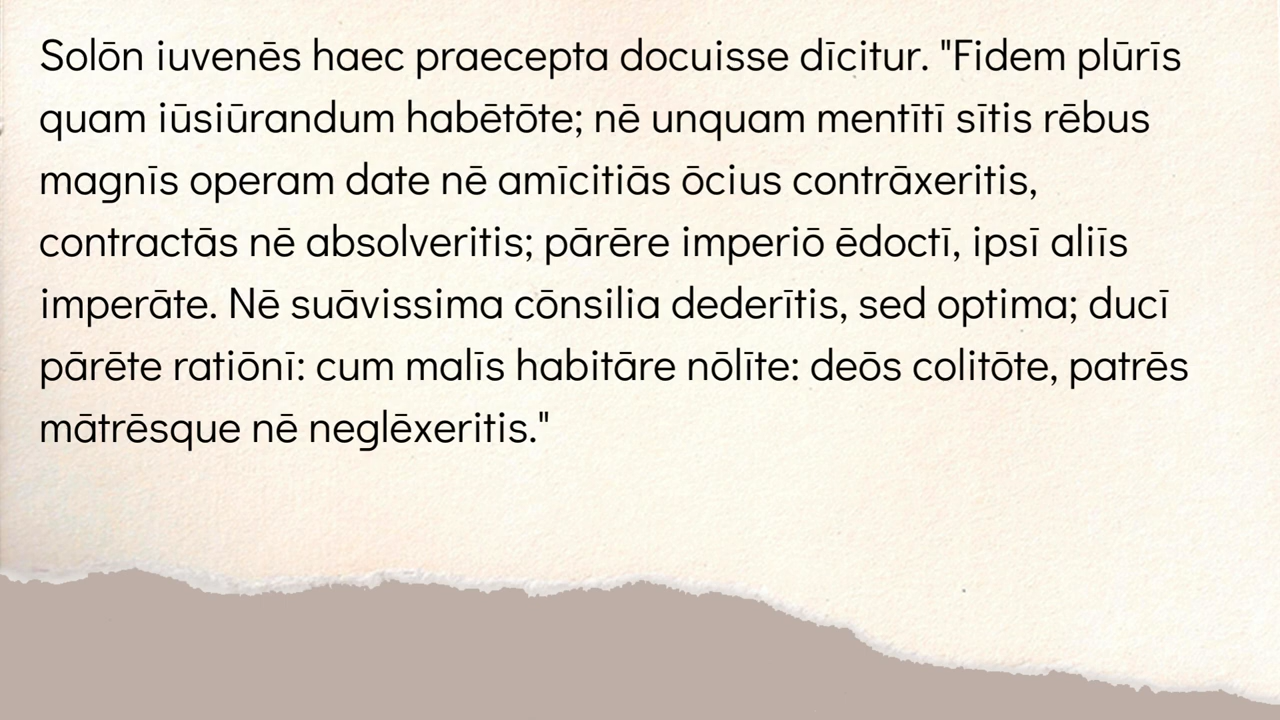 Solōn iuvenēs haec praecepta docuisse dīcitur. "Fidem plūrīs
quam iūsiūrandum habētōte; nē unquam mentītī sītis rēbus
magnīs operam date nē amīcitiās ōcius contrāxeritis,
contractās nē absolveritis; pārēre imperiō ēdoctī, ipsī aliīs
imperāte. Nē suāvissima cōnsilia dederītis, sed optima; ducī
pārēte ratiōnī: cum malīs habitāre nōlīte: deōs colitōte, patrēs
mātrēsque nē neglēxeritis."